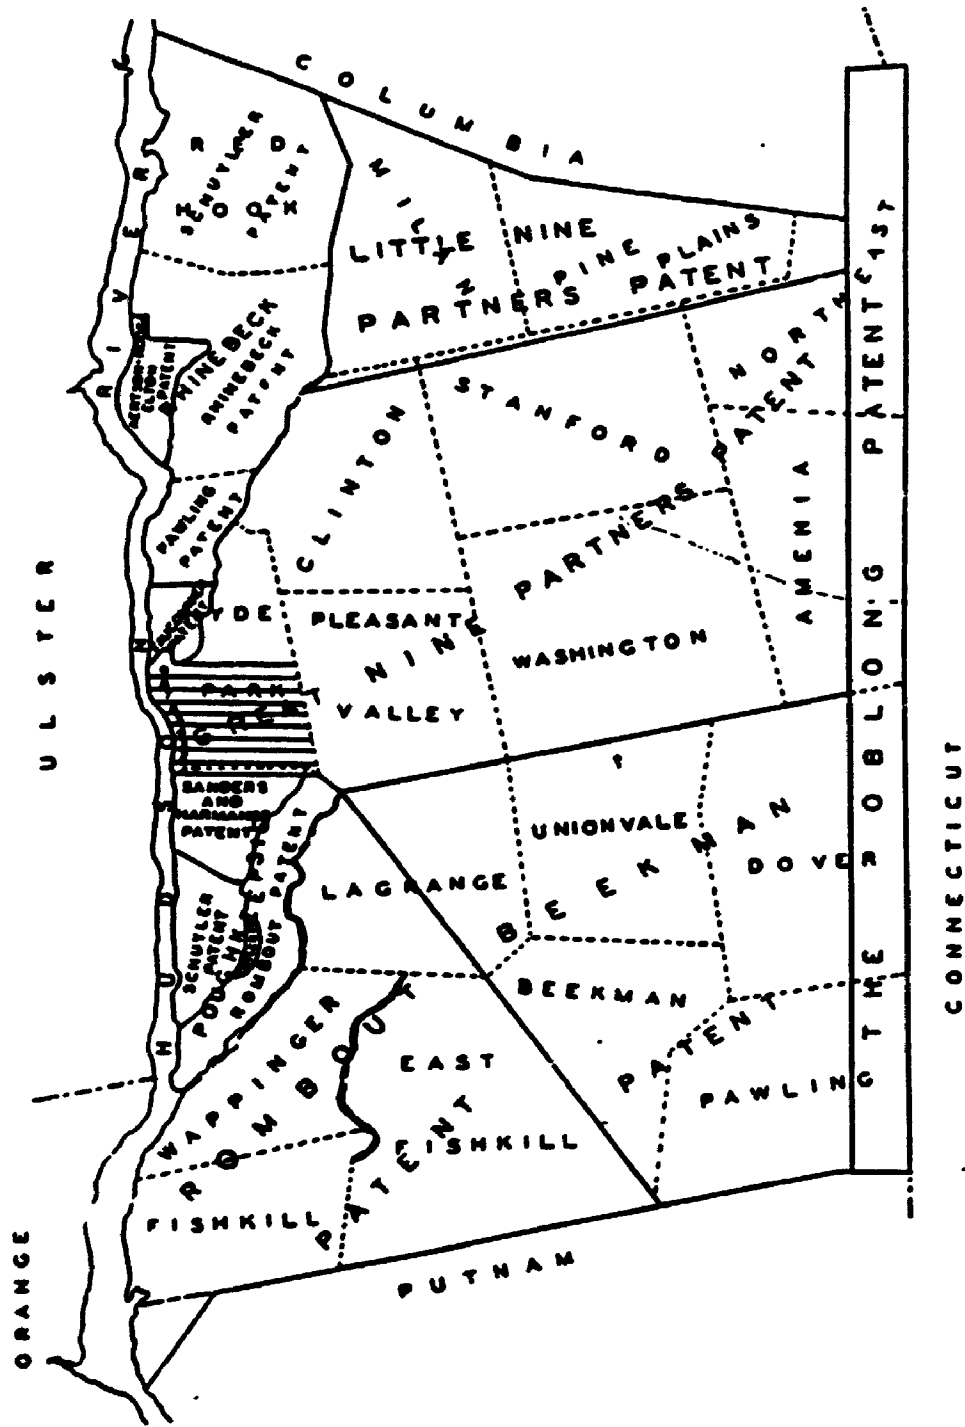 COLUMBIA
SCHUYLER
PATENT
RED
HOOK
MILAN
LITTLE NINE
PARTNERS PATENT
PINE PLAINS
RHINEBECK
RHINEBECK
PATENT
PATENT
NORTH EAST
STANFORD
CLINTON
PAWLING
PATENT
AMENIA
ULSTER
HYDE
PARK
PLEASANT
VALLEY
GREAT
NINE
PARTNERS
PATENT
WASHINGTON
SANDERS
AND
HARMANSE
PATENT
UNIONVALE
DOVER
LAGRANGE
SCHUYLER
PATENT
POUGHKEEPSIE
ROMBOUT
PATENT
BEEKMAN
PATENT
BEEKMAN
WAPPINGER
ROMBOUT
PATENT
EAST
FISHKILL
PAWLING
FISHKILL
HUDSON RIVER
THE OBLONG PATENT
CONNECTICUT
ORANGE
PUTNAM